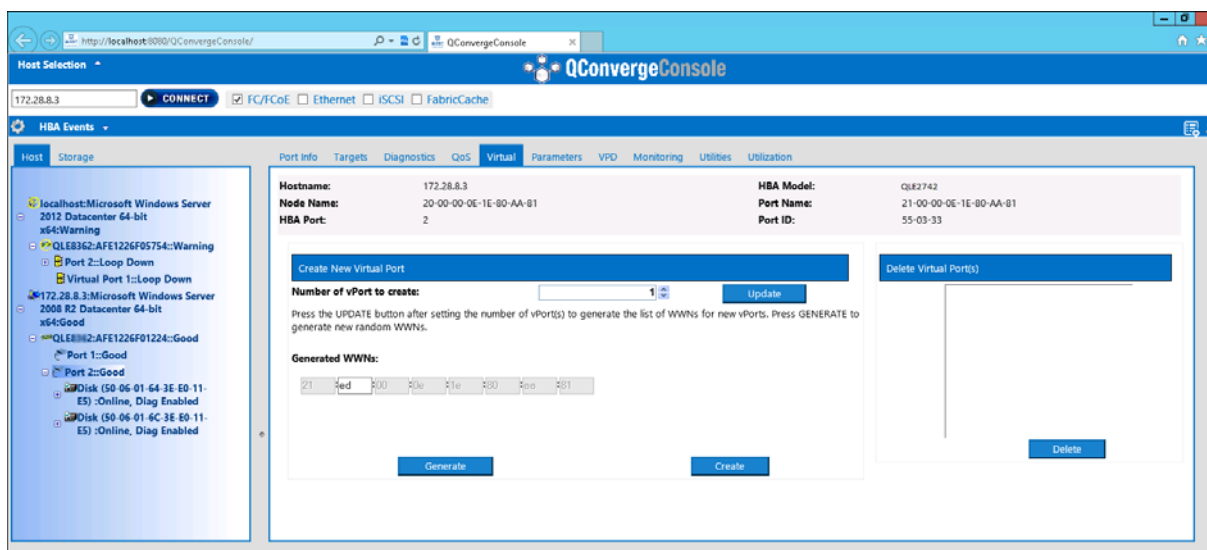 http://localhost:8080/QConvergeConsole/
QConvergeConsole
Host Selection
QConvergeConsole
172.28.8.3
CONNECT
FC/FCoE
Ethernet
iSCSI
FabricCache
HBA Events
Host
Storage
Port Info
Targets
Diagnostics
QoS
Virtual
Parameters
VPD
Monitoring
Utilities
Utilization
localhost:Microsoft Windows Server
2012 Datacenter 64-bit
x64:Warning
QLE8362:AFE1226F05754::Warning
Port 2::Loop Down
Virtual Port 1::Loop Down
172.28.8.3:Microsoft Windows Server
2008 R2 Datacenter 64-bit
x64:Good
2:AFE1226F01224::Good
Port 1::Good
Port 2::Good
Disk (50-06-01-64-3E-E0-11-
E5) :Online, Diag Enabled
Disk (50-06-01-6C-3E-E0-11-
E5) :Online, Diag Enabled
Hostname: 172.28.8.3 HBA Model: QLE2742
Node Name: 20-00-00-0E-1E-80-AA-81 Port Name: 21-00-00-0E-1E-80-AA-81
HBA Port: 2 Port ID: 55-03-33
Create New Virtual Port
Number of vPort to create: 1 Update
Press the UPDATE button after setting the number of vPort(s) to generate the list of WWNs for new vPorts. Press GENERATE to
generate new random WWNs.
Generated WWNs:
21 :ed :00 :0e :1e :80 :aa :81
Generate
Create
Delete Virtual Port(s)
Delete